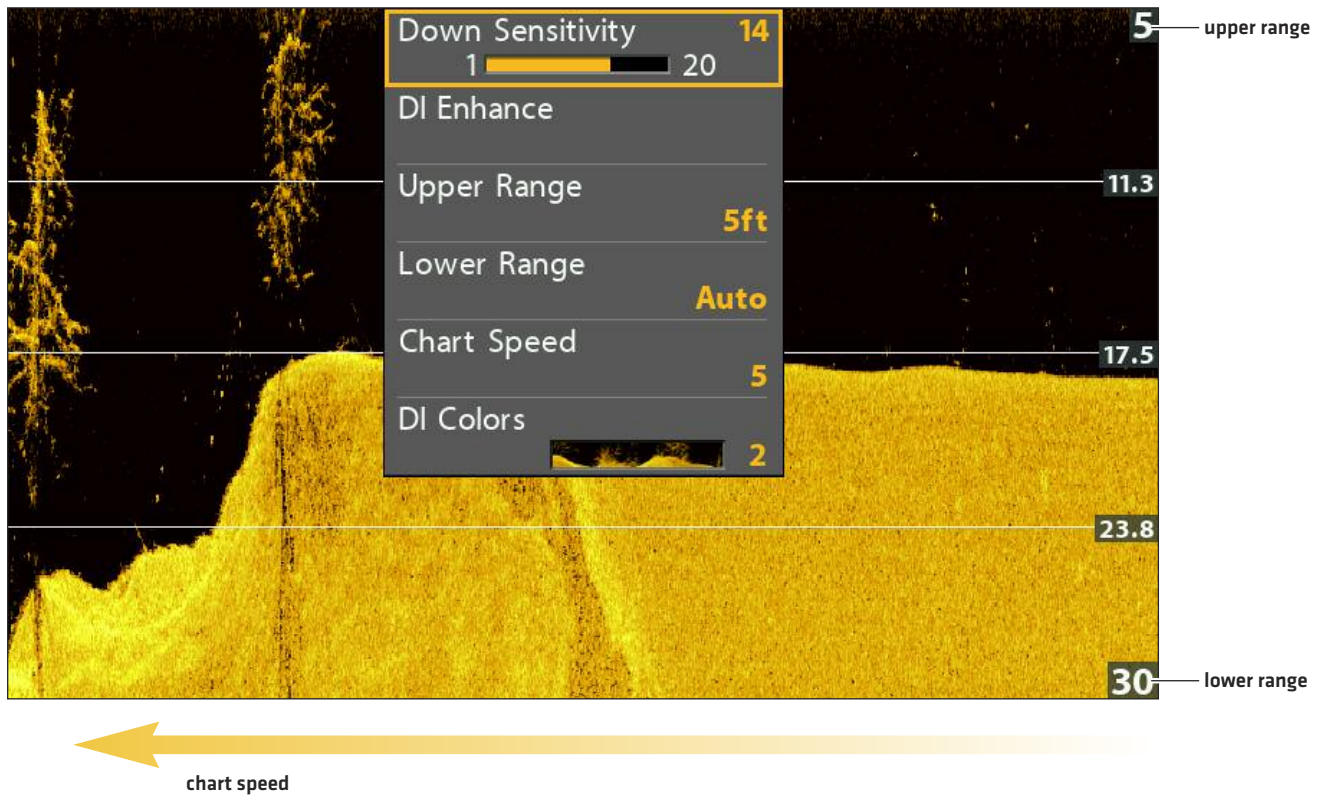 Down Sensitivity 14
1 20
DI Enhance
Upper Range
5ft
Lower Range
Auto
Chart Speed
5
DI Colors
2
5
upper range
11.3
17.5
23.8
30
lower range
chart speed